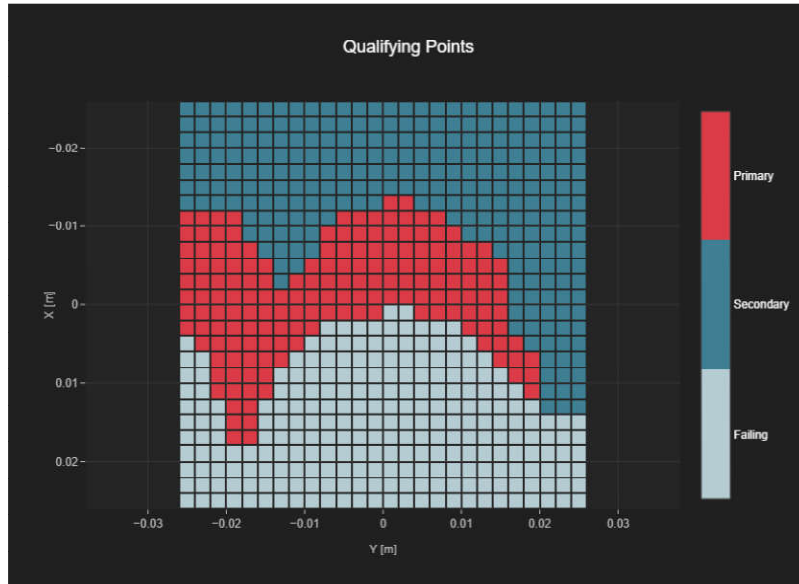 Qualifying Points
−0.02
−0.01
0
0.01
0.02
X [m]
−0.03
−0.02
−0.01
0
0.01
0.02
0.03
Y [m]
Primary
Secondary
Failing